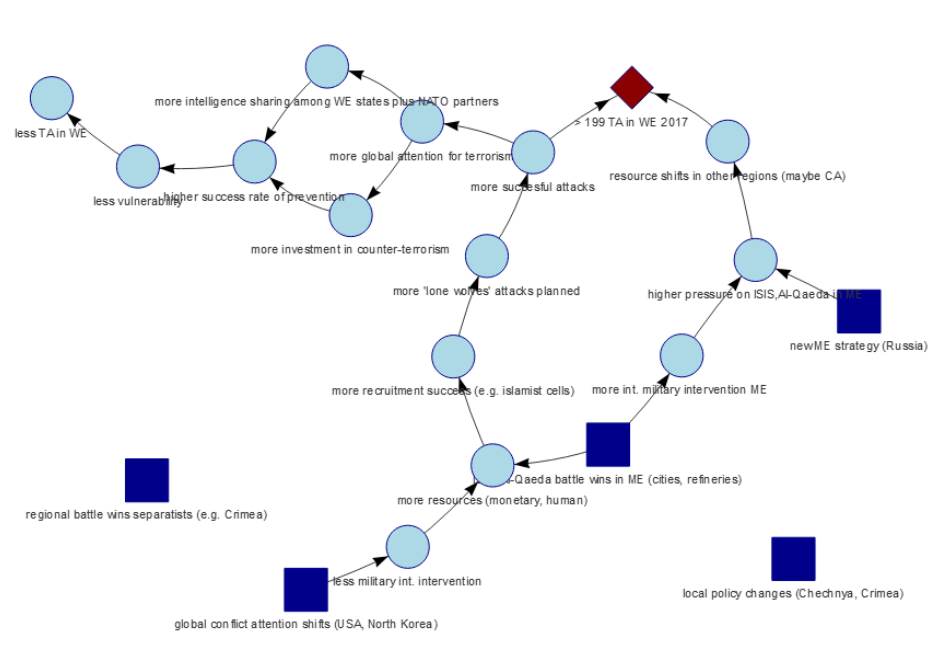 less TA in WE
more intelligence sharing among WE states plus NATO partners
> 199 TA in WE 2017
more global attention for terrorism
more succesful attacks
resource shifts in other regions (maybe CA)
less vulnerability
higher success rate of prevention
more investment in counter-terrorism
more 'lone wolves' attacks planned
higher pressure on ISIS,Al-Qaeda in ME
newME strategy (Russia)
more recruitment success (e.g. islamist cells)
more int. military intervention ME
battle wins in ME (cities, refineries)
more resources (monetary, human)
regional battle wins separatists (e.g. Crimea)
less military int. intervention
local policy changes (Chechnya, Crimea)
global conflict attention shifts (USA, North Korea)